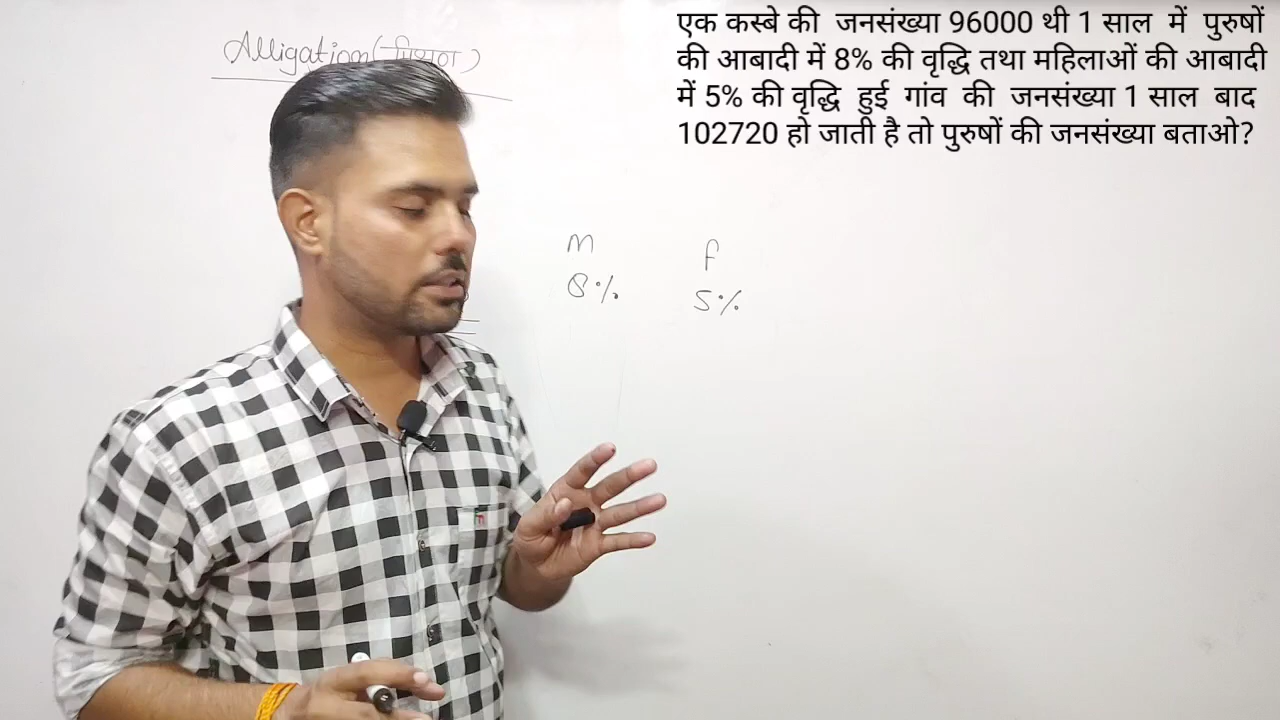 Alligation(
एक कस्बे की जनसंख्या 96000 थी 1 साल में पुरुषों
की आबादी में 8% की वृद्धि तथा महिलाओं की आबादी
में 5% की वृद्धि हुई गांव की जनसंख्या 1 साल बाद
102720 हो जाती है तो पुरुषों की जनसंख्या बताओ?
m f
8% 5%